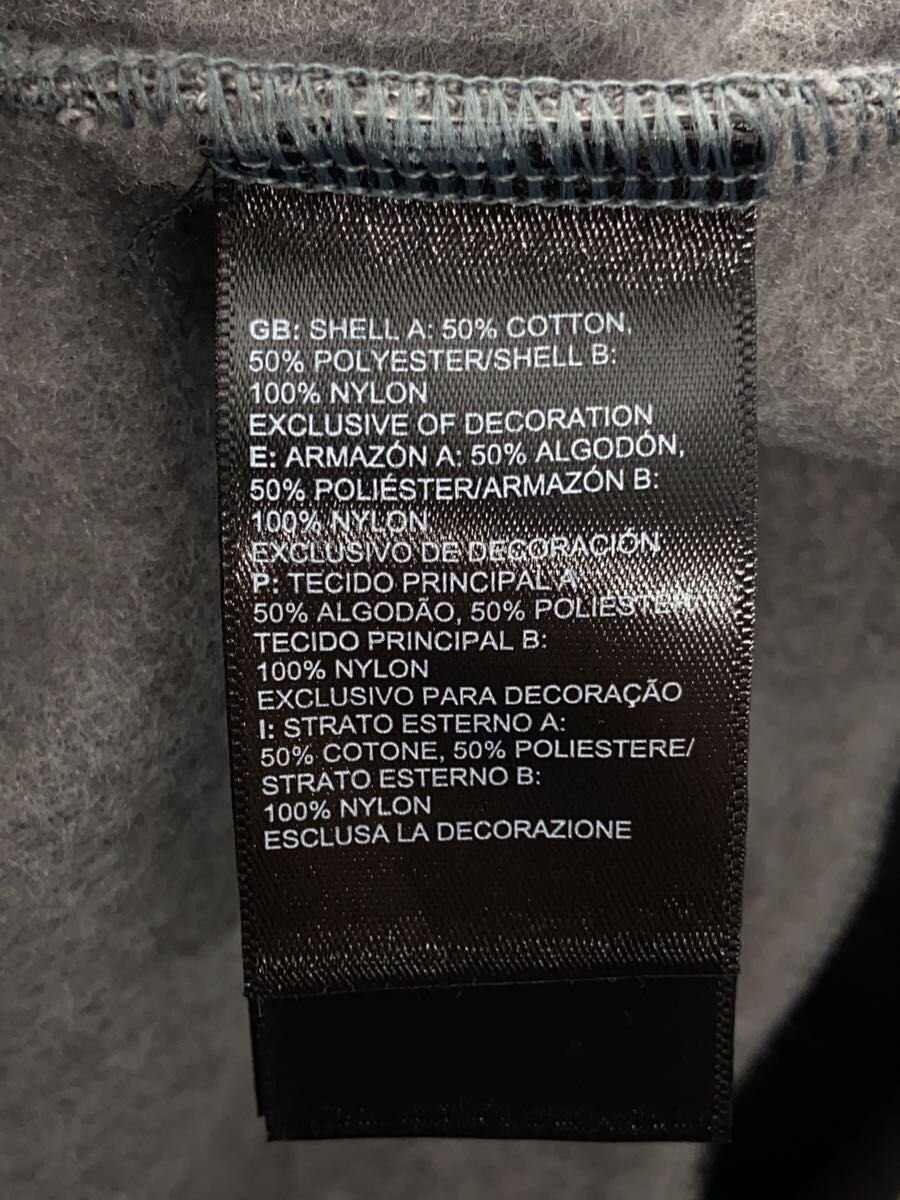 GB: SHELL A: 50% COTTON,
50% POLYESTER/SHELL B:
100% NYLON
EXCLUSIVE OF DECORATION
E: ARMAZÓN A: 50% ALGODÓN,
50% POLIÉSTER/ARMAZÓN B:
100% NYLON
EXCLUSIVO DE DECORACIÓN
P: TECIDO PRINCIPAL A:
50% ALGODÃO, 50% POLIESTER/
TECIDO PRINCIPAL B:
100% NYLON
EXCLUSIVO PARA DECORAÇÃO
I: STRATO ESTERNO A:
50% COTONE, 50% POLIESTERE/
STRATO ESTERNO B:
100% NYLON
ESCLUSA LA DECORAZIONE